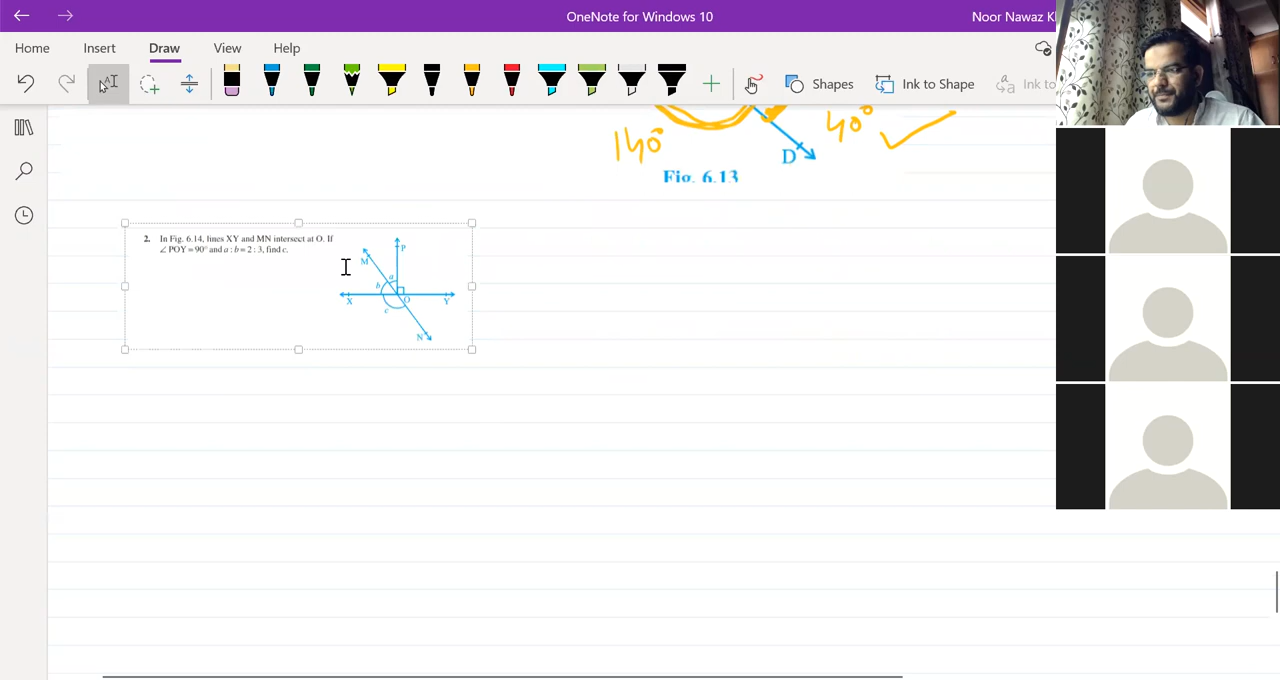 OneNote for Windows 10
Noor Nawaz K
Home Insert Draw View Help
Shapes Ink to Shape Ink to
140°
40°
D
Fig. 6.13
2. In Fig. 6.14, lines XY and MN intersect at O. If
∠ POY = 90° and a : b = 2 : 3, find c.
P
M
a
b
X
O
Y
c
N